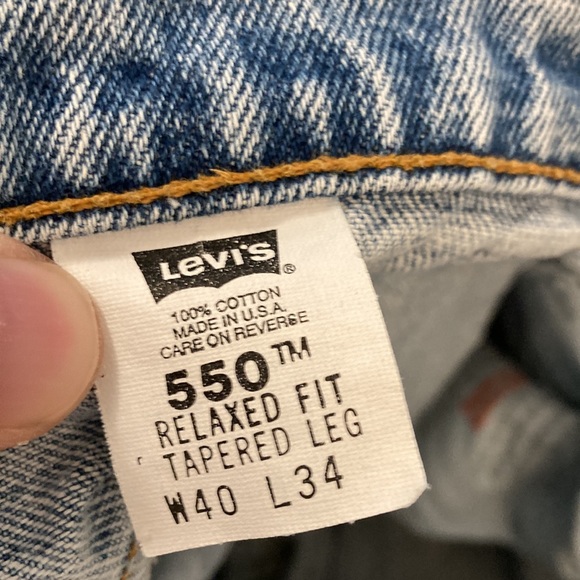 Levi's®
100% COTTON
MADE IN U.S.A.
CARE ON REVERSE
550™
RELAXED FIT
TAPERED LEG
W40 L34